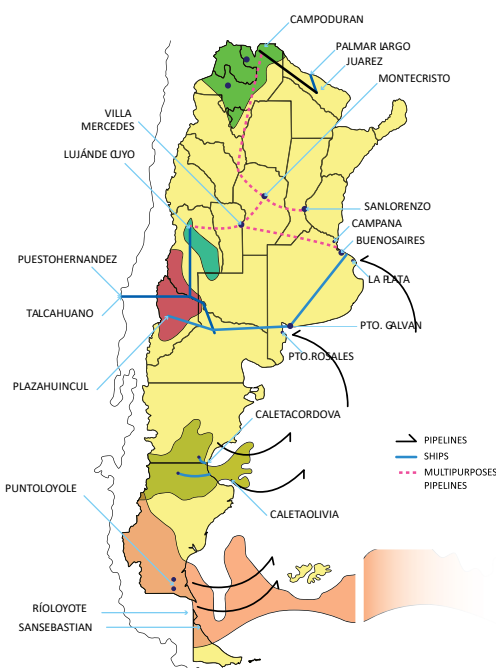 CAMPODURAN
PALMAR LARGO
JUAREZ
MONTECRISTO
VILLA
MERCEDES
LUJÁNDE CUYO
SANLORENZO
CAMPANA
BUENOSAIRES
PUESTOHERNANDEZ
LA PLATA
TALCAHUANO
PTO. GALVAN
PTO.ROSALES
PLAZAHUINCUL
CALETACORDOVA
PIPELINES
SHIPS
MULTIPURPOSES
PIPELINES
PUNTOLOYOLE
CALETAOLIVIA
RÍOLOYOTE
SANSEBASTIAN